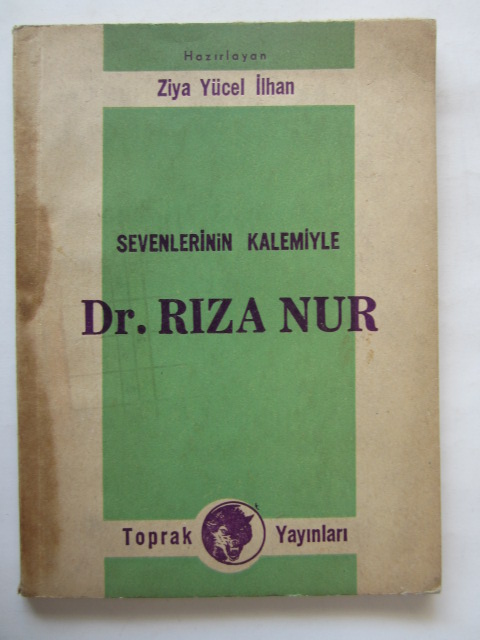 Hazırlayan
Ziya Yücel İlhan
SEVENLERİNİN KALEMİYLE
Dr. RIZA NUR
Toprak Yayınları